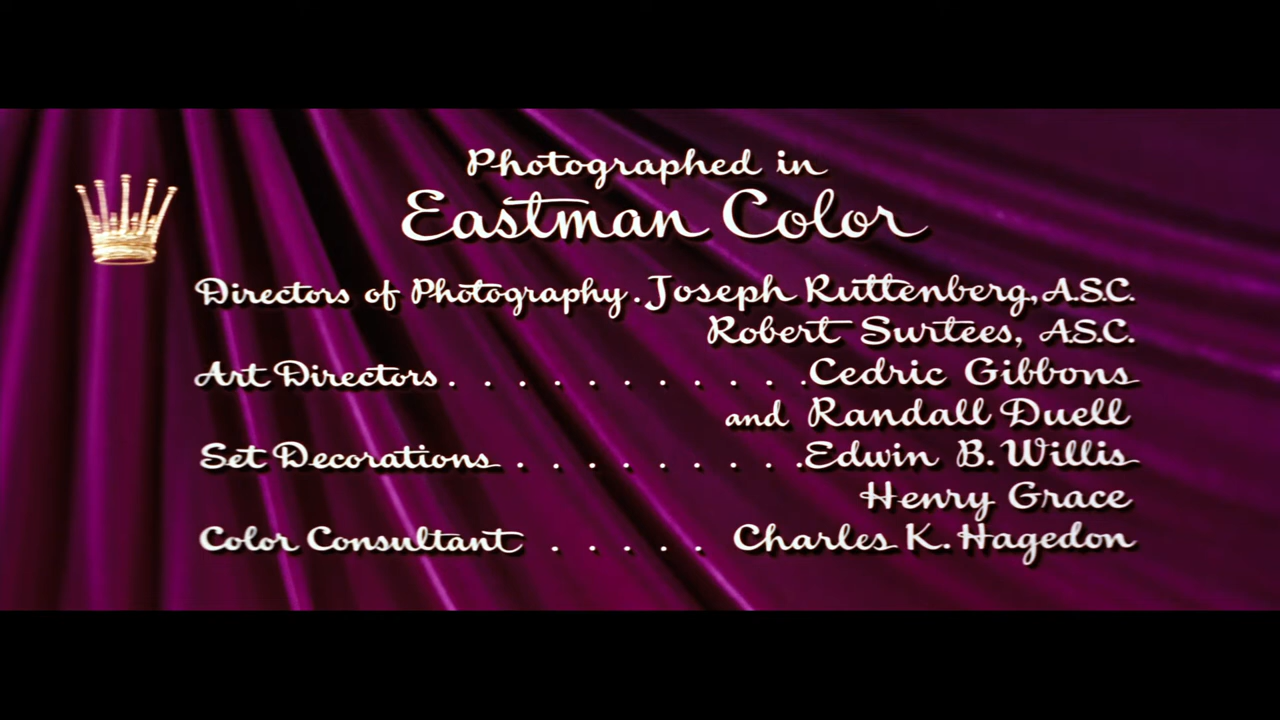 Photographed in
Eastman Color
Directors of Photography . Joseph Ruttenberg, A.S.C.
Robert Surtees, A.S.C.
Art Directors . . . . . . . . . . . Cedric Gibbons
and Randall Duell
Set Decorations . . . . . . . . . Edwin B. Willis
Henry Grace
Color Consultant . . . . . Charles K. Hagedon